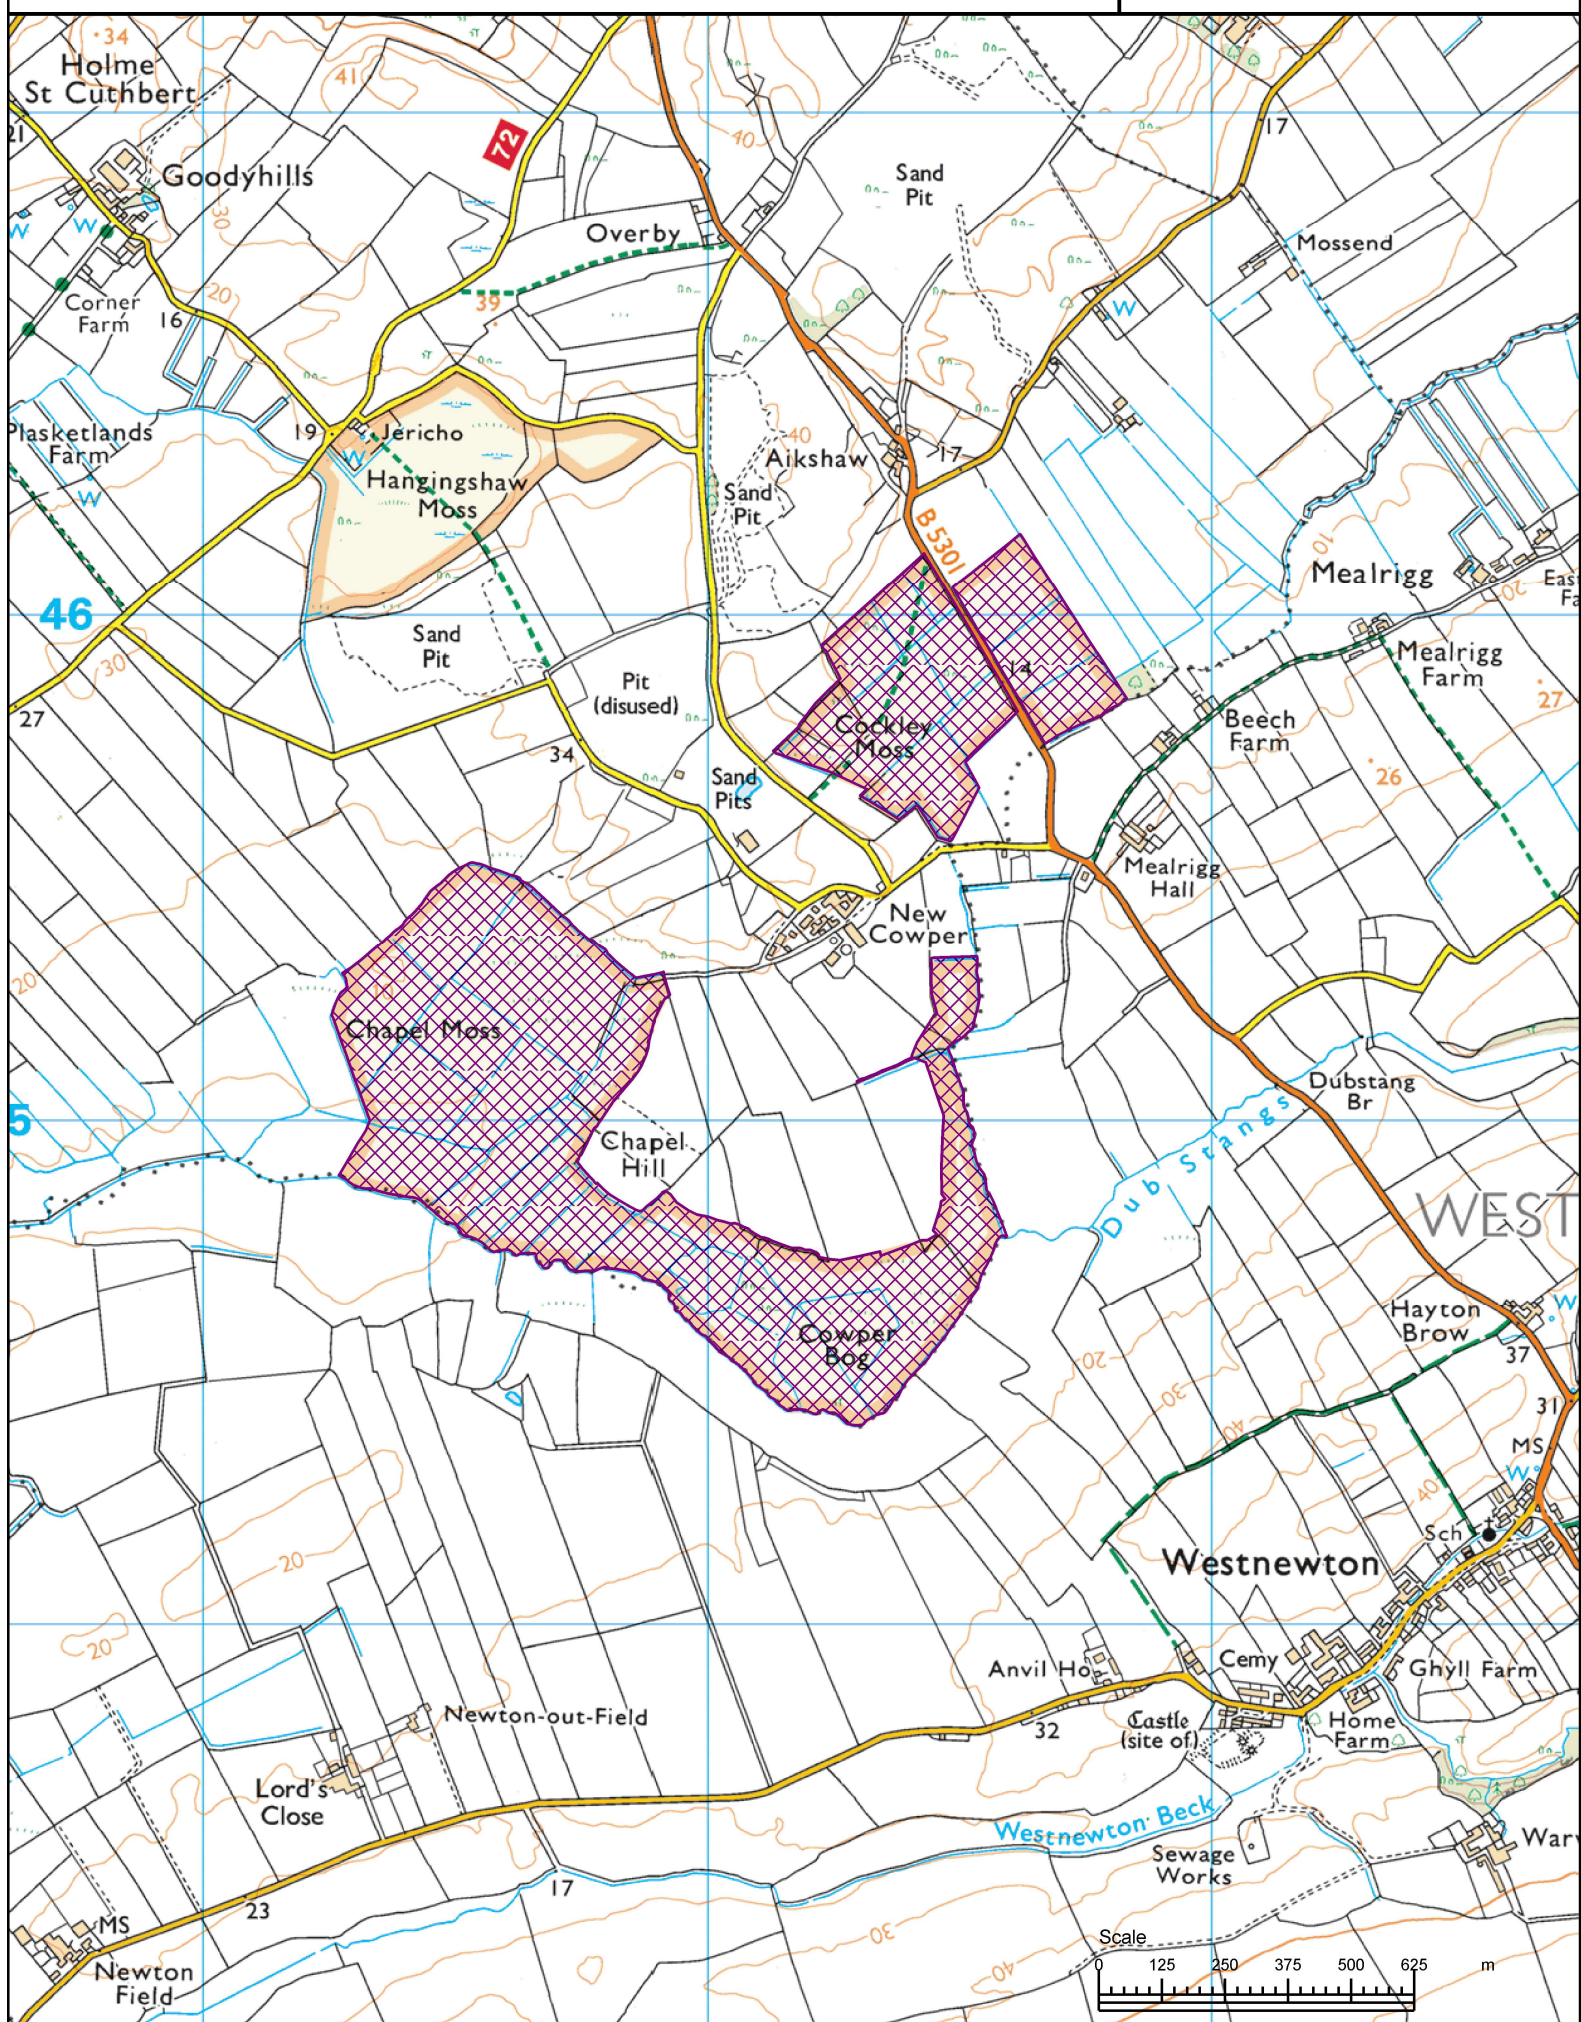 34
Holme
St Cuthbert
41
21
72
40
17
Goodyhills
Sand
Pit
30
W
W
Overby
Mossend
Corner
Farm
20
16
39
W
Plasketlands
Farm
19
Jericho
40
Aikshaw
17
W
W
Hangingshaw
Moss
Sand
Pit
B 5301
10
Mealrigg
20
46
Sand
Pit
30
14
Mealrigg
Farm
27
27
Pit
(disused)
Cockley
Moss
Beech
Farm
34
Sand
Pits
26
Mealrigg
Hall
New
Cowper
20
Chapel Moss
Dubstang
Br
5
Chapel
Hill
Dub Stangs
WEST
Cowper
Bog
Hayton
Brow
W
37
20
30
31
40
MS
W
40
Sch
20
Westnewton
20
Anvil Ho
Cemy
Ghyll Farm
Newton-out-Field
32
Castle
(site of)
Home
Farm
Lord's
Close
Westnewton Beck
Sewage
Works
17
23
MS
30
Newton
Field
40
Scale
0 125 250 375 500 625 m